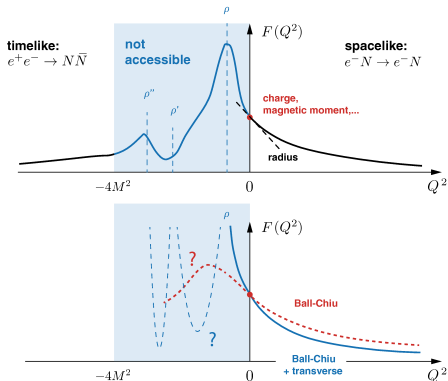 ρ
F(Q²)
timelike:
e⁺e⁻ → NN̅
not
accessible
spacelike:
e⁻N → e⁻N
ρ''
ρ'
charge,
magnetic moment,...
radius
−4M²
0
Q²
ρ
F(Q²)
?
Ball-Chiu
?
Ball-Chiu
+ transverse
−4M²
0
Q²